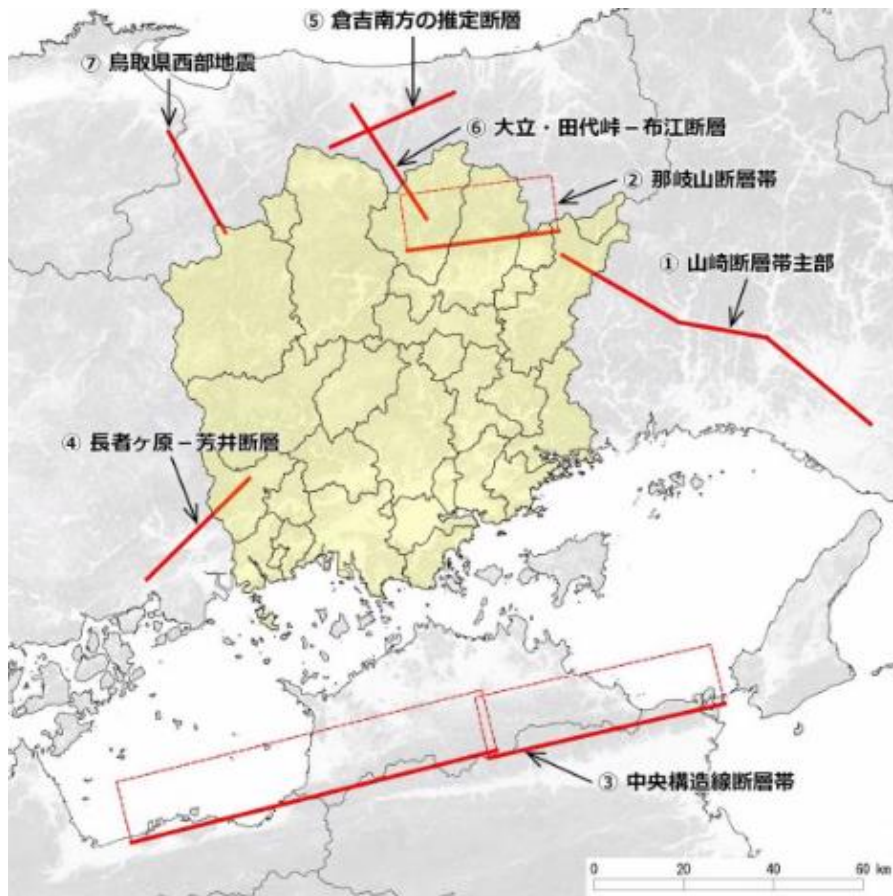 ⑤ 倉吉南方の推定断層
⑦ 鳥取県西部地震
⑥ 大立・田代峠－布江断層
② 那岐山断層帯
① 山崎断層帯主部
④ 長者ヶ原－芳井断層
③ 中央構造線断層帯
0 20 40 60 km